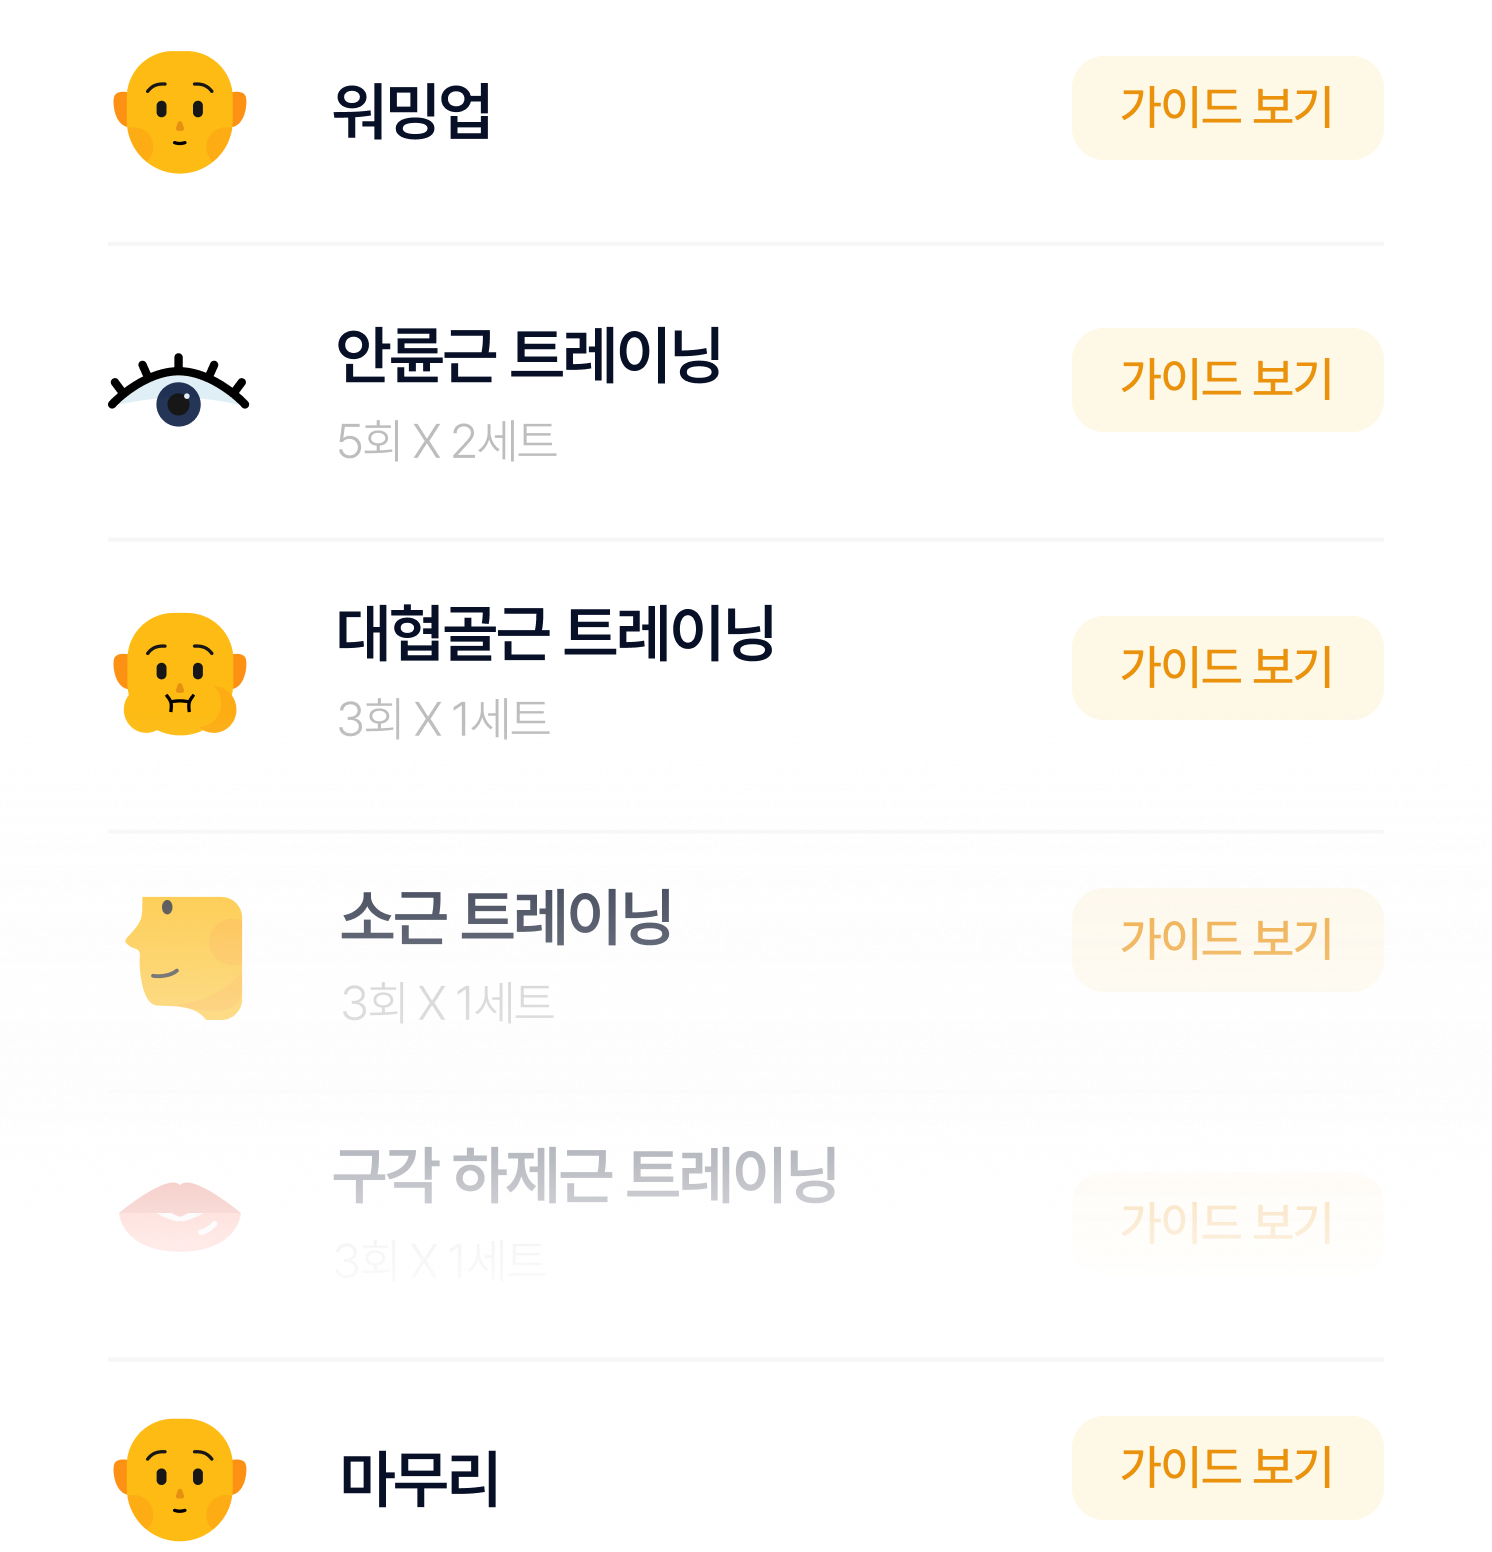 워밍업
가이드 보기
안륜근 트레이닝
5회 X 2세트
가이드 보기
대협골근 트레이닝
3회 X 1세트
가이드 보기
소근 트레이닝
3회 X 1세트
가이드 보기
구각 하제근 트레이닝
3회 X 1세트
가이드 보기
마무리
가이드 보기